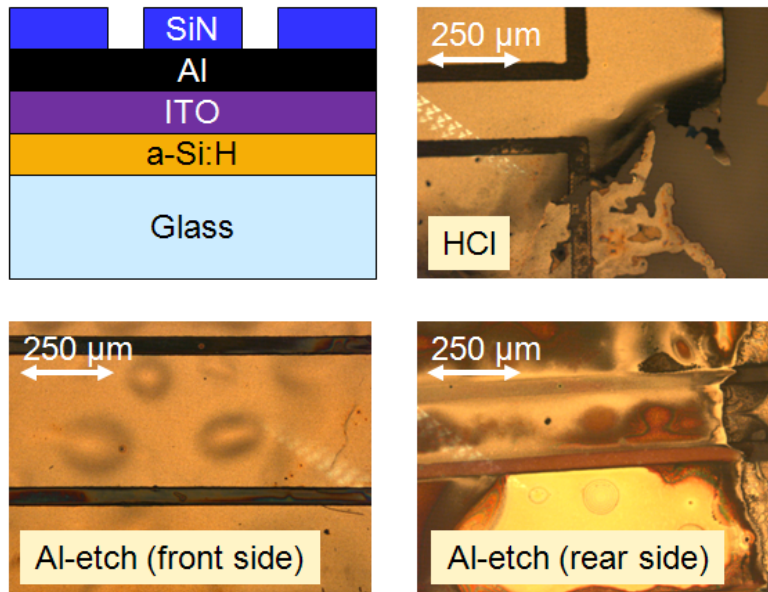 SiN
Al
ITO
a-Si:H
Glass
250 µm
HCl
250 µm
Al-etch (front side)
250 µm
Al-etch (rear side)